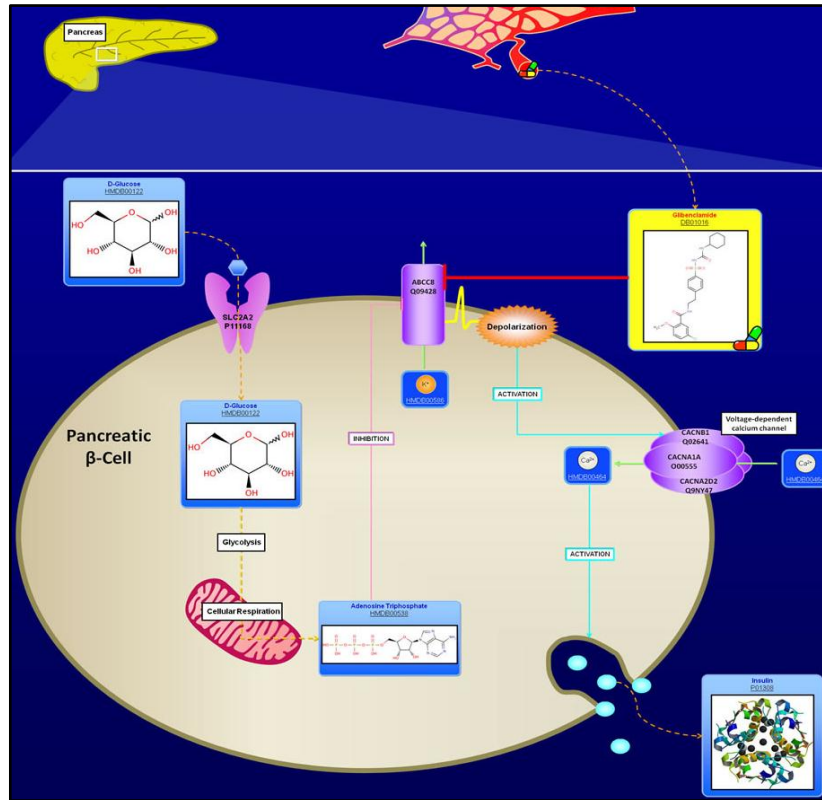 Pancreas
D-Glucose
HMDB00122
Glibenclamide
DB01016
ABCC8
Q09428
SLC2A2
P11168
Depolarization
K⁺
HMDB00586
ACTIVATION
Voltage-dependent
calcium channel
CACNB1
Q02641
CACNA1A
O00555
CACNA2D2
Q9NY47
Ca²⁺
HMDB00464
Ca²⁺
HMDB00464
D-Glucose
HMDB00122
Pancreatic
β-Cell
INHIBITION
Glycolysis
ACTIVATION
Cellular Respiration
Adenosine Triphosphate
HMDB00538
Insulin
P01308